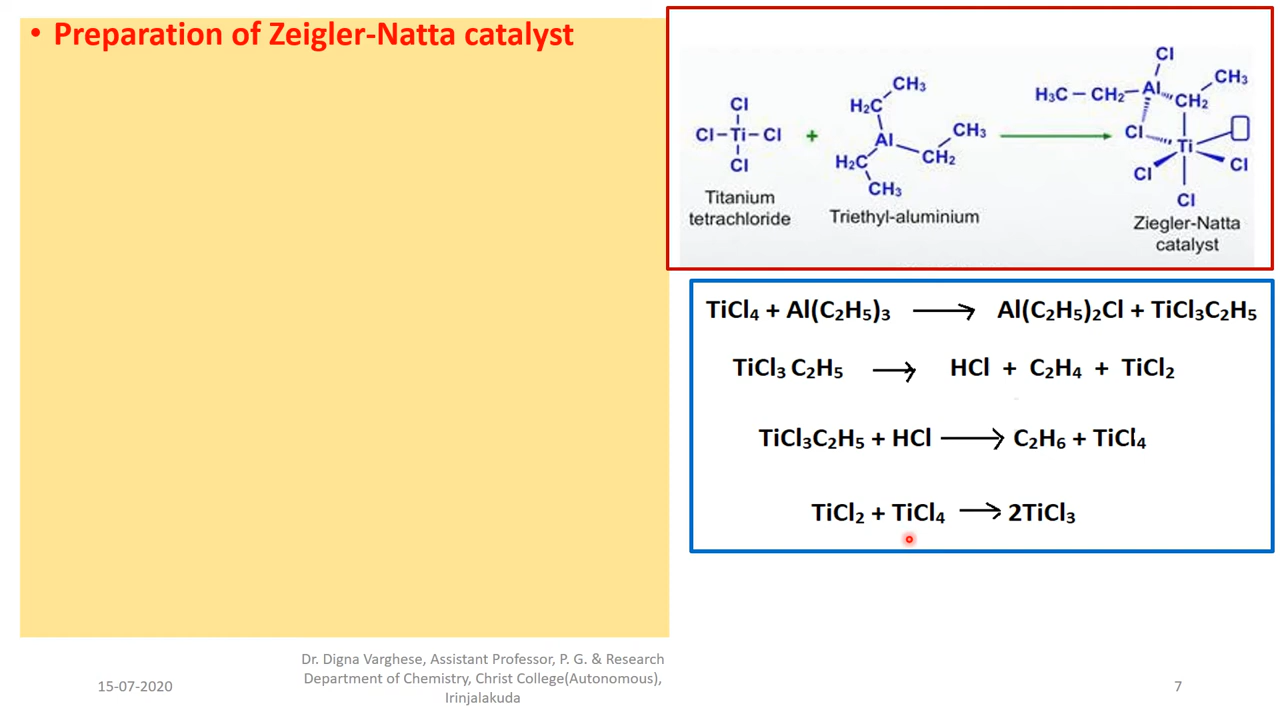 • Preparation of Zeigler-Natta catalyst
Cl
Cl–Ti–Cl
Cl
Titanium
tetrachloride
+
CH₃
H₂C
Al
CH₃
CH₂
H₂C
CH₃
Triethyl-aluminium
Cl
CH₃
H₃C – CH₂ Al CH₂
Cl
Ti
Cl
Cl
Cl
Ziegler-Natta
catalyst
TiCl₄ + Al(C₂H₅)₃ → Al(C₂H₅)₂Cl + TiCl₃C₂H₅
TiCl₃ C₂H₅ → HCl + C₂H₄ + TiCl₂
TiCl₃C₂H₅ + HCl → C₂H₆ + TiCl₄
TiCl₂ + TiCl₄ → 2TiCl₃
15-07-2020
Dr. Digna Varghese, Assistant Professor, P. G. & Research
Department of Chemistry, Christ College(Autonomous),
Irinjalakuda
7